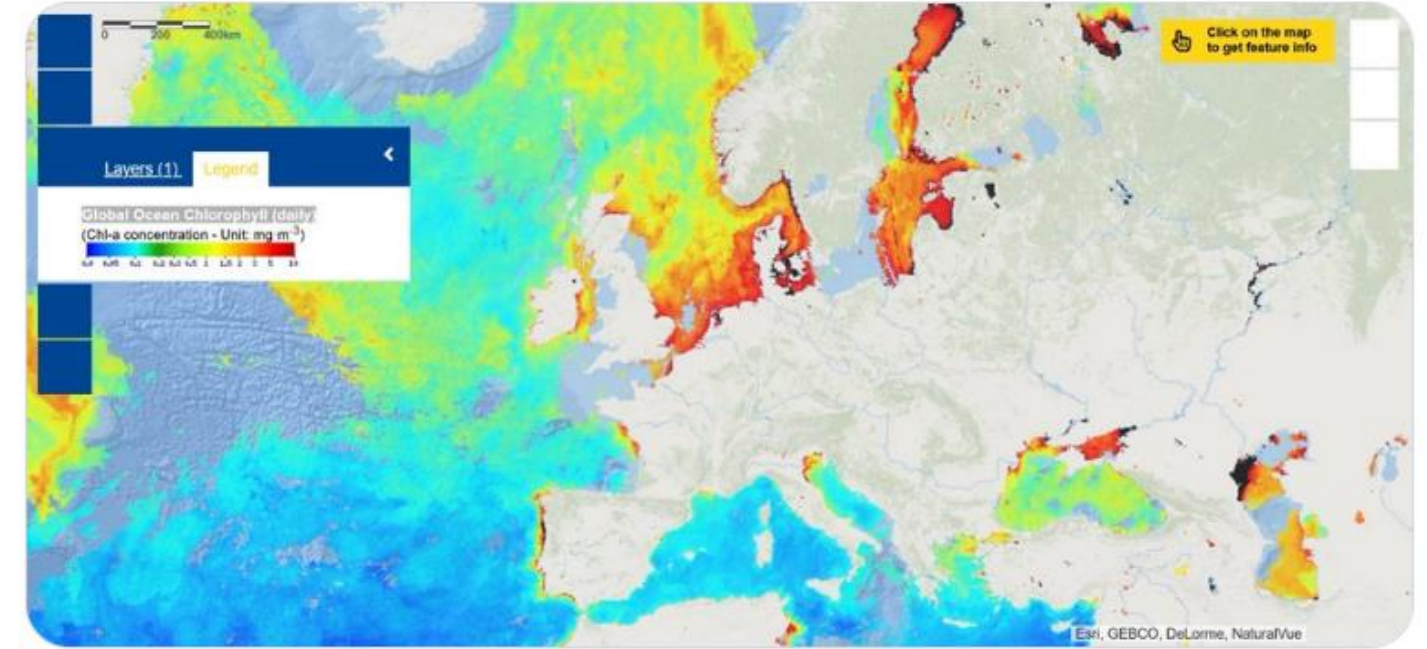 0 200 400km
Click on the map
to get feature info
Layers (1) Legend
Global Ocean Chlorophyll (daily)
(Chl-a concentration - Unit: mg m⁻³)
Esri, GEBCO, DeLorme, NaturalVue